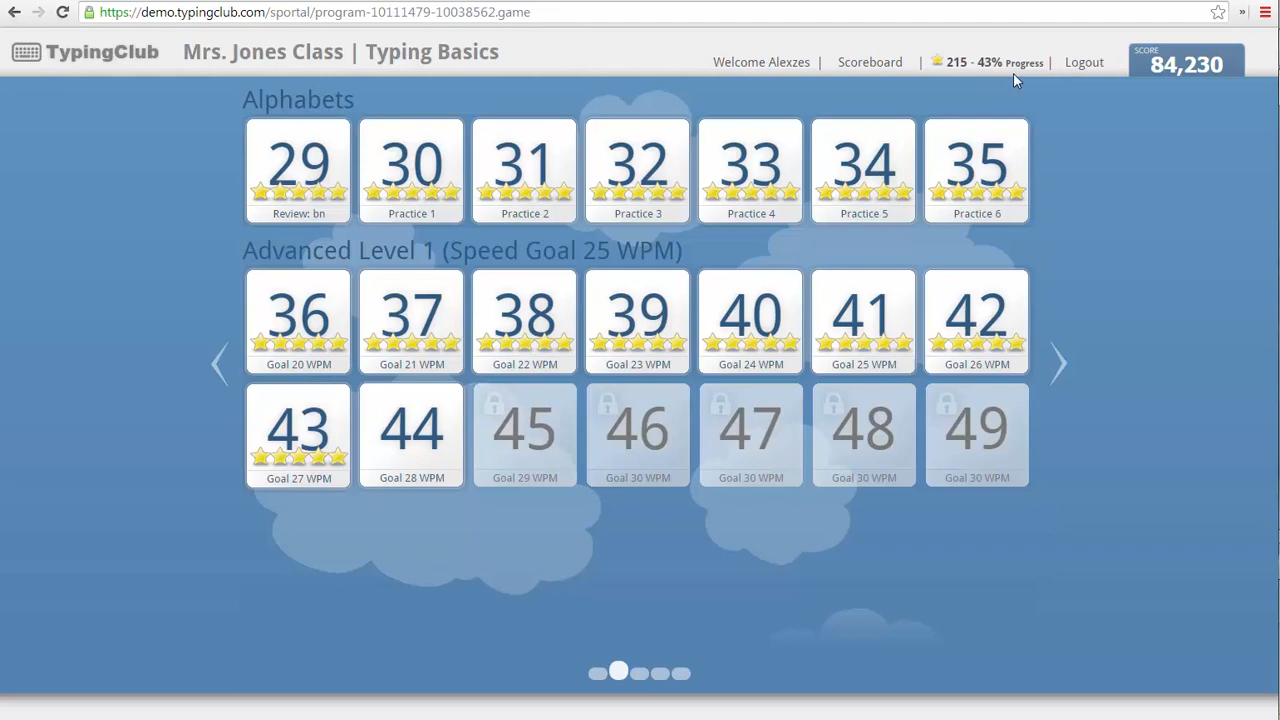 https://demo.typingclub.com/sportal/program-10111479-10038562.game
TypingClub Mrs. Jones Class | Typing Basics
Welcome Alexzes | Scoreboard | 215 - 43% Progress | Logout
SCORE
84,230
Alphabets
29 30 31 32 33 34 35
Review: bn Practice 1 Practice 2 Practice 3 Practice 4 Practice 5 Practice 6
Advanced Level 1 (Speed Goal 25 WPM)
36 37 38 39 40 41 42
Goal 20 WPM Goal 21 WPM Goal 22 WPM Goal 23 WPM Goal 24 WPM Goal 25 WPM Goal 26 WPM
43 44 45 46 47 48 49
Goal 27 WPM Goal 28 WPM Goal 29 WPM Goal 30 WPM Goal 30 WPM Goal 30 WPM Goal 30 WPM